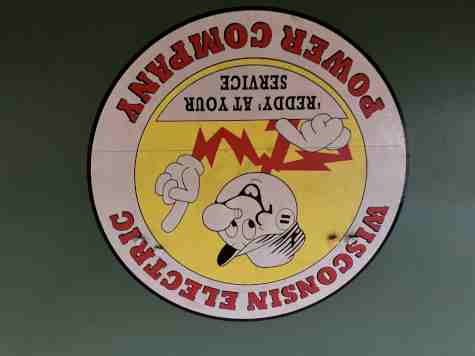 WISCONSIN ELECTRIC
'REDDY' AT YOUR
SERVICE
POWER COMPANY